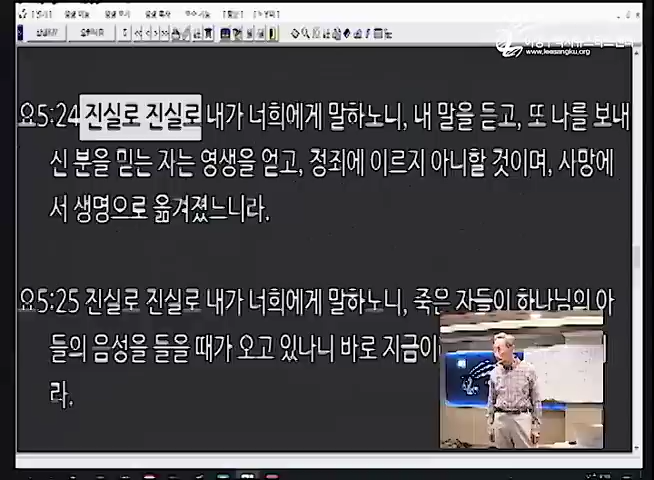 www.leesangku.org
요5:24 진실로 진실로 내가 너희에게 말하노니, 내 말을 듣고, 또 나를 보내
신 분을 믿는 자는 영생을 얻고, 정죄에 이르지 아니할 것이며, 사망에
서 생명으로 옮겨졌느니라.
요5:25 진실로 진실로 내가 너희에게 말하노니, 죽은 자들이 하나님의 아
들의 음성을 들을 때가 오고 있나니 바로 지금이
라.